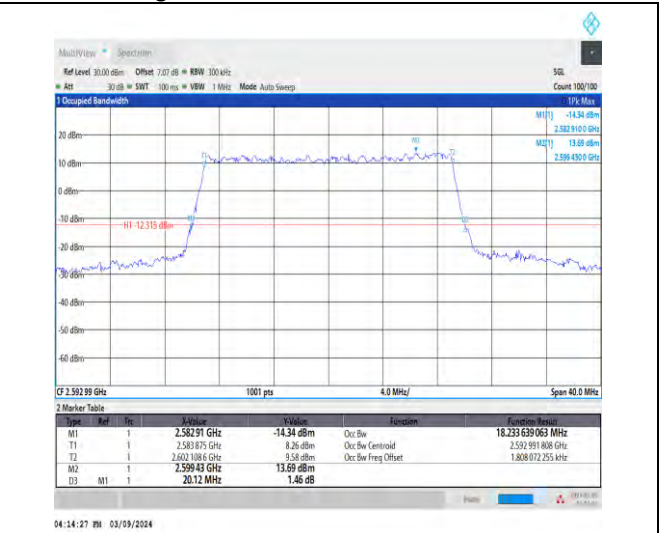 MultiView Spectrum
Ref Level 30.00 dBm Offset 7.07 dB RBW 300 kHz SGL
Att 30 dB SWT 100 ms VBW 1 MHz Mode Auto Sweep Count 100/100
1 Occupied Bandwidth 1Pk Max
M1[1] -14.34 dBm
2.582 910 0 GHz
20 dBm M2[1] 13.69 dBm
2.599 430 0 GHz
M2
T1 T2
10 dBm
0 dBm
-10 dBm
H1 -12.315 dBm
-20 dBm
-30 dBm
-40 dBm
-50 dBm
-60 dBm
CF 2.592 99 GHz 1001 pts 4.0 MHz/ Span 40.0 MHz
2 Marker Table
Type Ref Trc X-Value Y-Value Function Function Result
M1 1 2.582 91 GHz -14.34 dBm Occ Bw 18.233 639 063 MHz
T1 1 2.583 875 GHz 8.26 dBm Occ Bw Centroid 2.592 991 808 GHz
T2 1 2.602 108 6 GHz 9.58 dBm Occ Bw Freq Offset 1.808 072 255 kHz
M2 1 2.599 43 GHz 13.69 dBm
D3 M1 1 20.12 MHz 1.46 dB
04:14:27 PM 03/09/2024